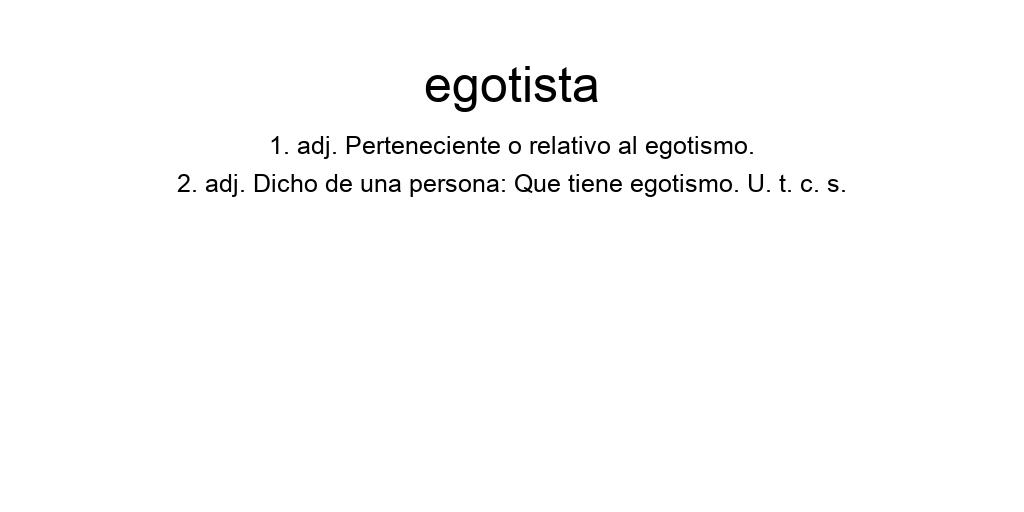 egotista
1. adj. Perteneciente o relativo al egotismo.
2. adj. Dicho de una persona: Que tiene egotismo. U. t. c. s.